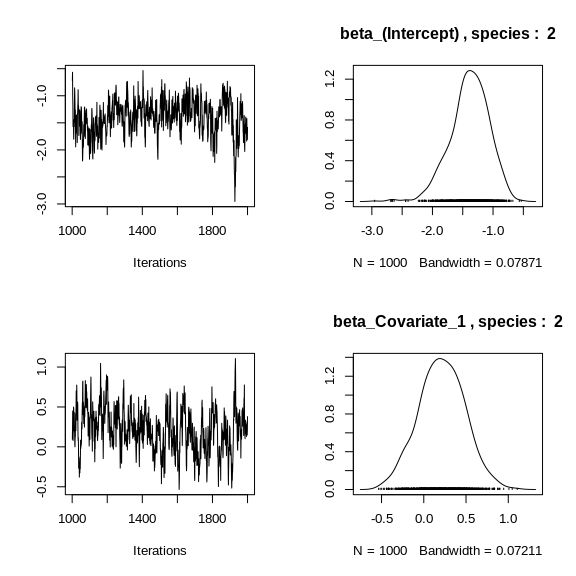 beta_(Intercept) , species :  2
-1.0
-2.0
-3.0
1000 1400 1800
Iterations
1.2
0.8
0.4
0.0
-3.0 -2.0 -1.0
N = 1000   Bandwidth = 0.07871
beta_Covariate_1 , species :  2
1.0
0.5
0.0
-0.5
1000 1400 1800
Iterations
1.2
0.8
0.4
0.0
-0.5 0.0 0.5 1.0
N = 1000   Bandwidth = 0.07211